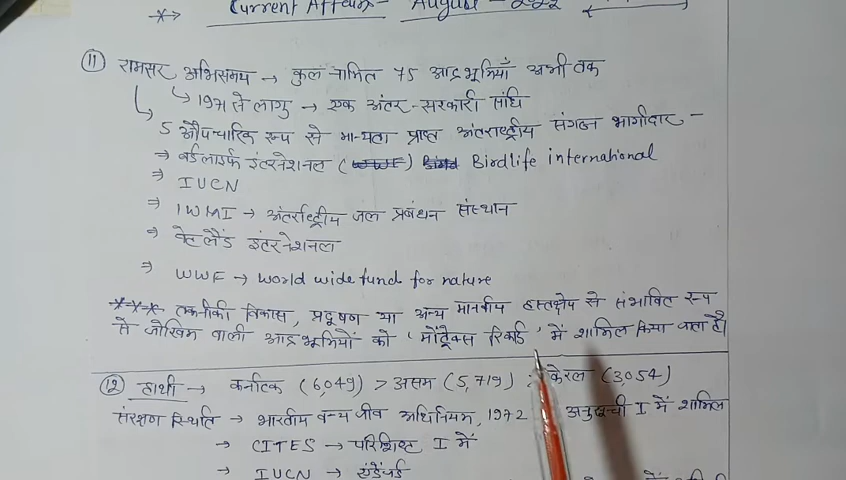 *→ Current Affairs - August - 2022
(11) रामसर अभिसमय → कुल नामित 75 आद्रभूमियाँ अभी तक
↳ 1971 से लागु → एक अंतर-सरकारी संधि
↳ 5 औपचारिक रूप से मान्यता प्राप्त अंतराष्ट्रीय संगठन भागीदार -
⇒ बर्डलाइफ इंटरनेशनल ( ) Birdlife international
⇒ IUCN
⇒ IWMI → अंतर्राष्ट्रीय जल प्रबंधन संस्थान
⇒ वेटलैंड इंटरनेशनल
⇒ WWF → World wide fund for nature
*** तकनीकी विकास, प्रदूषण या अन्य मानवीय हस्तक्षेप से संभावित रूप
से जोखिम वाली आद्रभूमियों को 'मोंट्रेक्स रिकॉर्ड' में शामिल किया जाता है।
(12) हाथी → कर्नाटक (6,049) > असम (5,719) > केरल (3,054)
संरक्षण स्थिति → भारतीय वन्य जीव अधिनियम, 1972 अनुसूची I में शामिल
→ CITES → परिशिष्ट I में
→ IUCN →